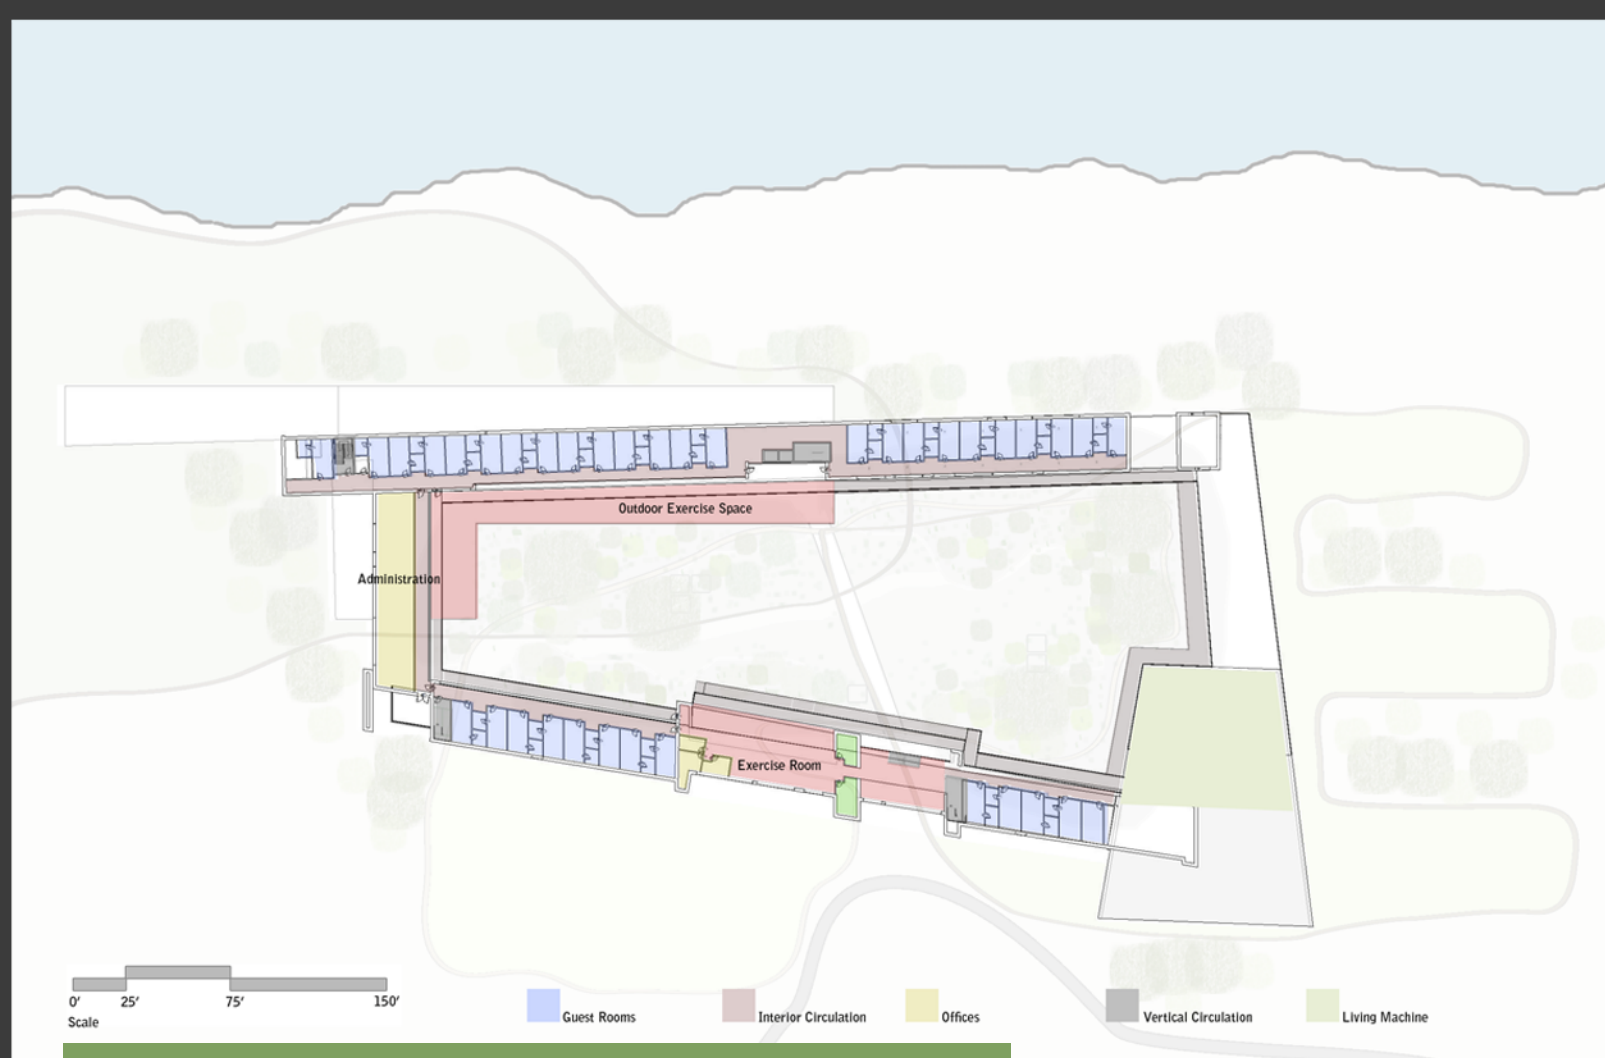 Outdoor Exercise Space
Administration
Exercise Room
0' 25' 75' 150'
Scale
Guest Rooms
Interior Circulation
Offices
Vertical Circulation
Living Machine